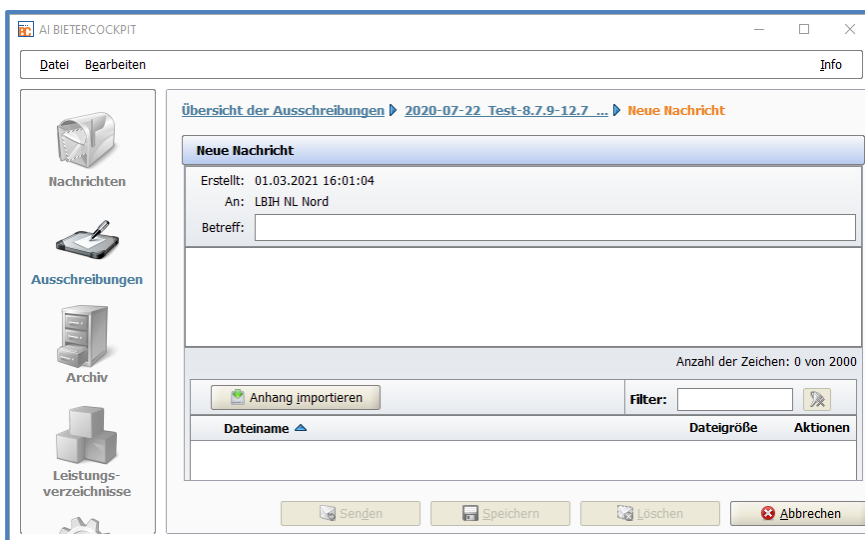 AI BIETERCOCKPIT
Datei Bearbeiten Info
Übersicht der Ausschreibungen 2020-07-22_Test-8.7.9-12.7 ... Neue Nachricht
Nachrichten
Ausschreibungen
Archiv
Leistungs-
verzeichnisse
Neue Nachricht
Erstellt: 01.03.2021 16:01:04
An: LBIH NL Nord
Betreff:
Anzahl der Zeichen: 0 von 2000
Anhang importieren Filter:
Dateiname Dateigröße Aktionen
Senden Speichern Löschen Abbrechen